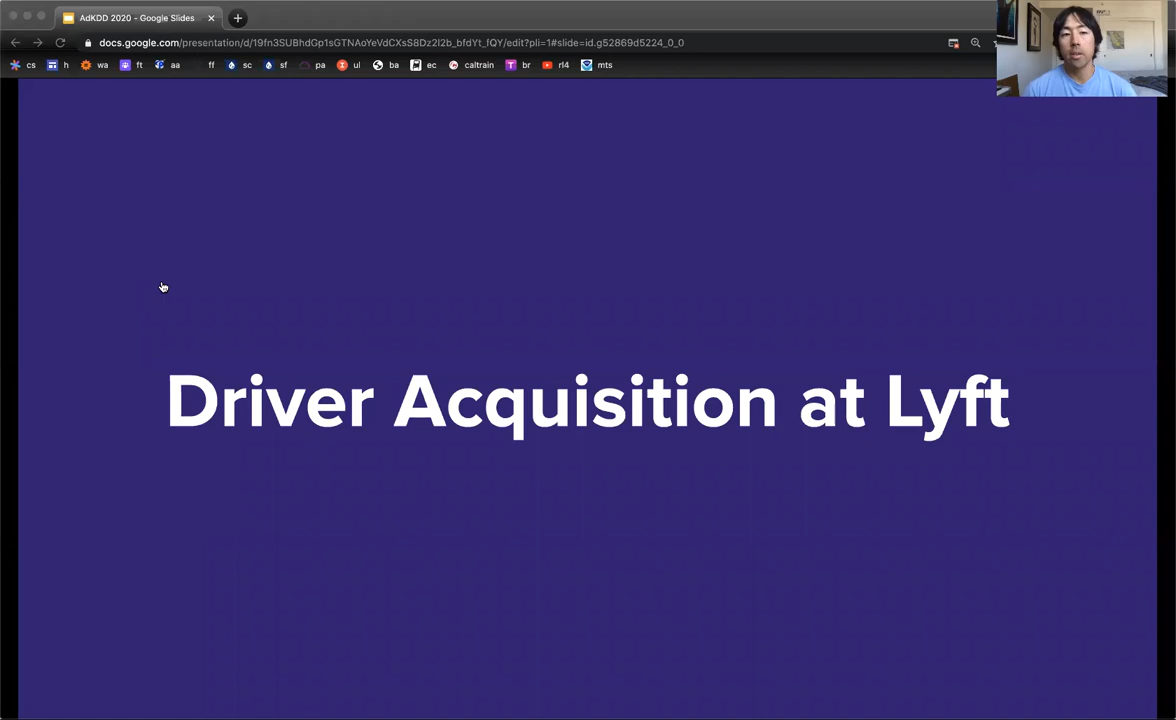 AdKDD 2020 - Google Slides
docs.google.com/presentation/d/19fn3SUBhdGp1sGTNAoYeVdCXsS8Dz2l2b_bfdYt_fQY/edit?pli=1#slide=id.g52869d5224_0_0
cs h wa ft aa ff sc sf pa ul ba ec caltrain br rl4 mts
Driver Acquisition at Lyft